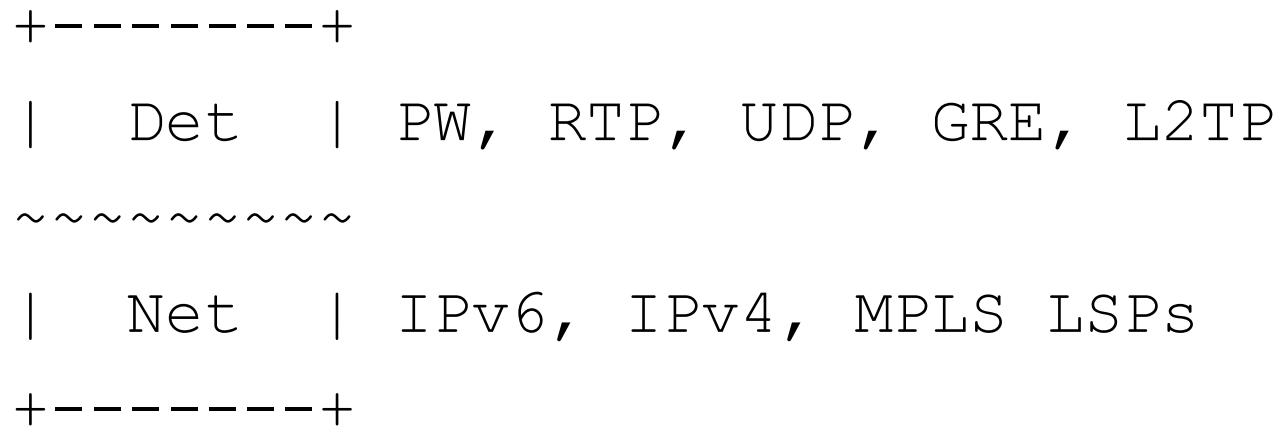 +-------+
|  Det  | PW, RTP, UDP, GRE, L2TP
~~~~~~~~~
|  Net  | IPv6, IPv4, MPLS LSPs
+-------+